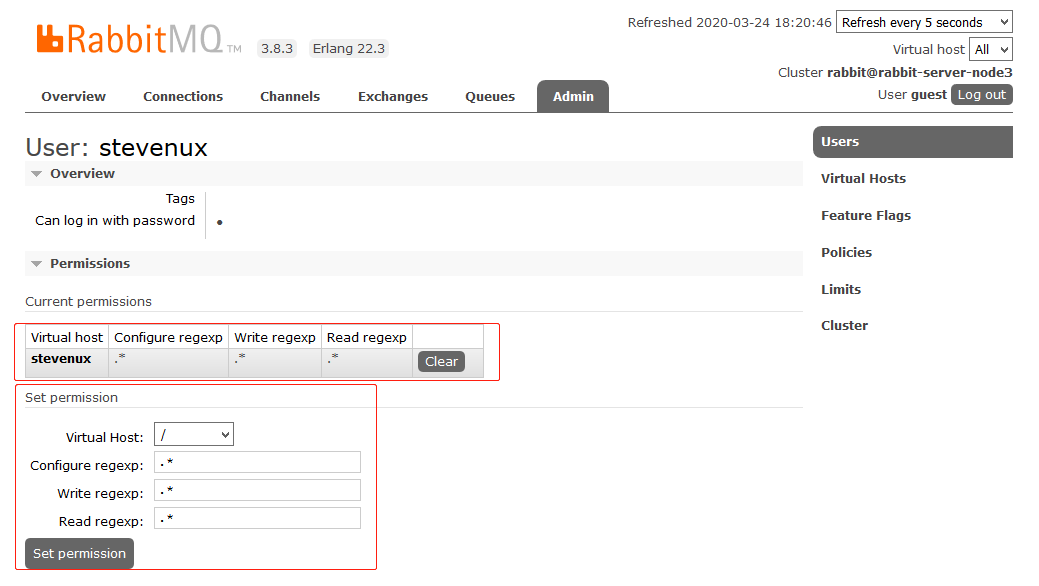 RabbitMQ TM 3.8.3 Erlang 22.3
Refreshed 2020-03-24 18:20:46 Refresh every 5 seconds
Virtual host All
Cluster rabbit@rabbit-server-node3
User guest Log out
Overview Connections Channels Exchanges Queues Admin
User: stevenux
Overview
Tags
Can log in with password •
Permissions
Current permissions
Virtual host Configure regexp Write regexp Read regexp
stevenux .* .* .* Clear
Set permission
Virtual Host: /
Configure regexp: .*
Write regexp: .*
Read regexp: .*
Set permission
Users
Virtual Hosts
Feature Flags
Policies
Limits
Cluster